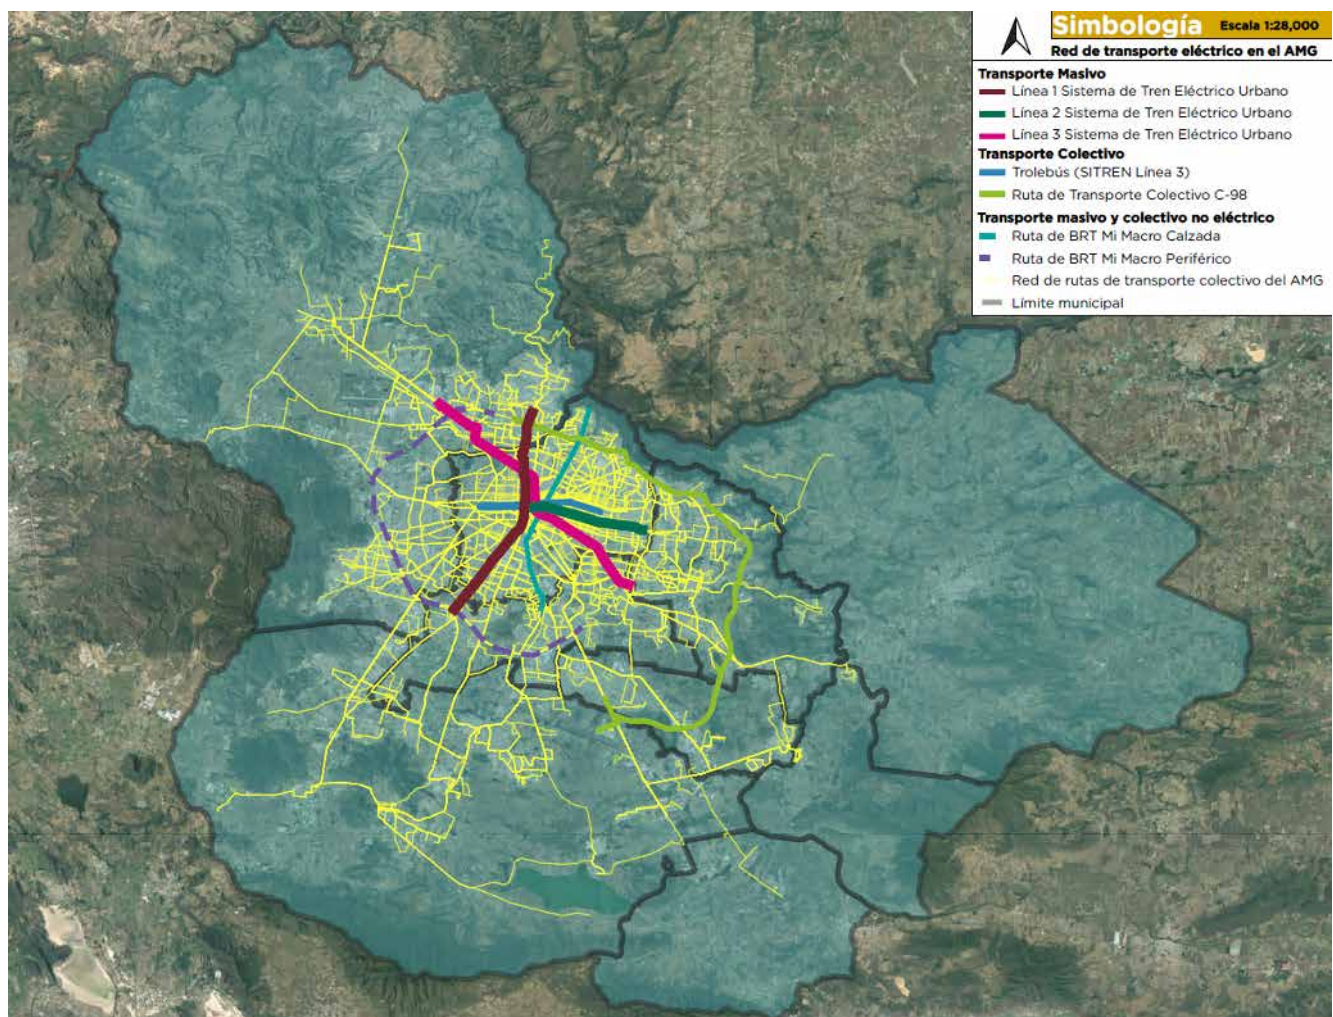 Simbología Escala 1:28,000
Red de transporte eléctrico en el AMG
Transporte Masivo
Línea 1 Sistema de Tren Eléctrico Urbano
Línea 2 Sistema de Tren Eléctrico Urbano
Línea 3 Sistema de Tren Eléctrico Urbano
Transporte Colectivo
Trolebús (SITREN Línea 3)
Ruta de Transporte Colectivo C-98
Transporte masivo y colectivo no eléctrico
Ruta de BRT Mi Macro Calzada
Ruta de BRT Mi Macro Periférico
Red de rutas de transporte colectivo del AMG
Límite municipal